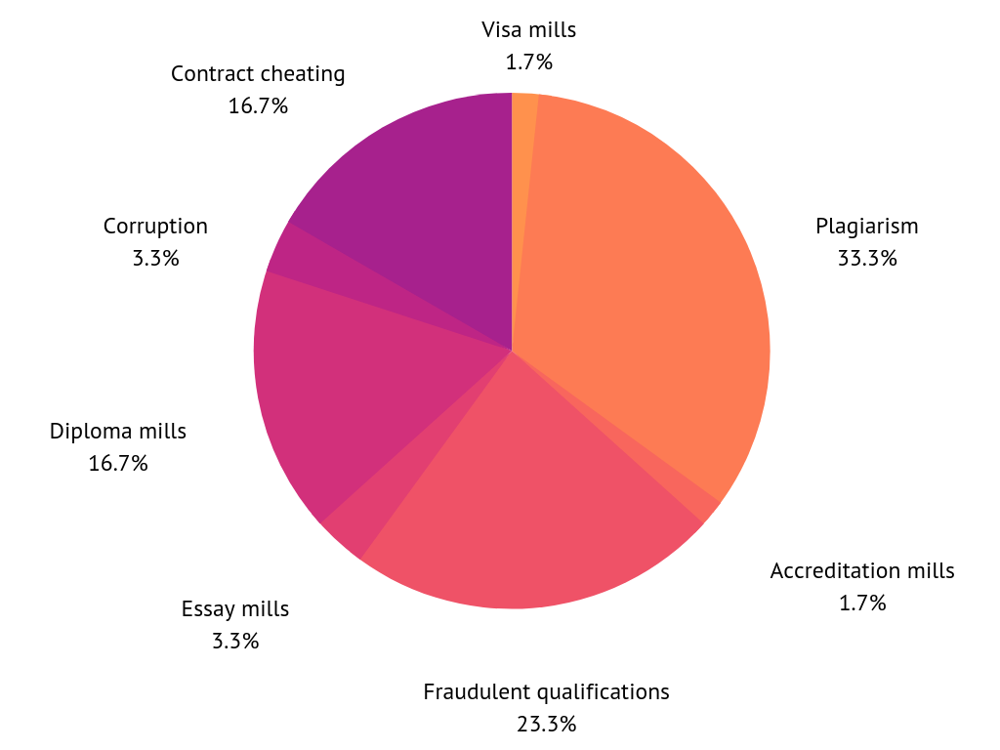 Visa mills
1.7%
Contract cheating
16.7%
Corruption
3.3%
Plagiarism
33.3%
Diploma mills
16.7%
Accreditation mills
1.7%
Essay mills
3.3%
Fraudulent qualifications
23.3%